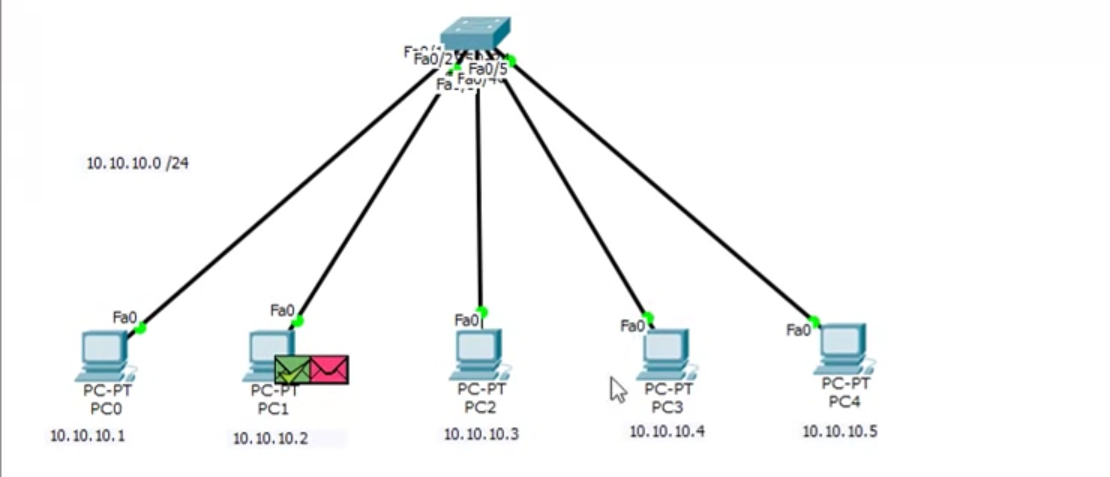 Fa0/2
Fa0/5
10.10.10.0 /24
Fa0
Fa0
Fa0
Fa0
Fa0
PC-PT
PC0
PC-PT
PC1
PC-PT
PC2
PC-PT
PC3
PC-PT
PC4
10.10.10.1
10.10.10.2
10.10.10.3
10.10.10.4
10.10.10.5